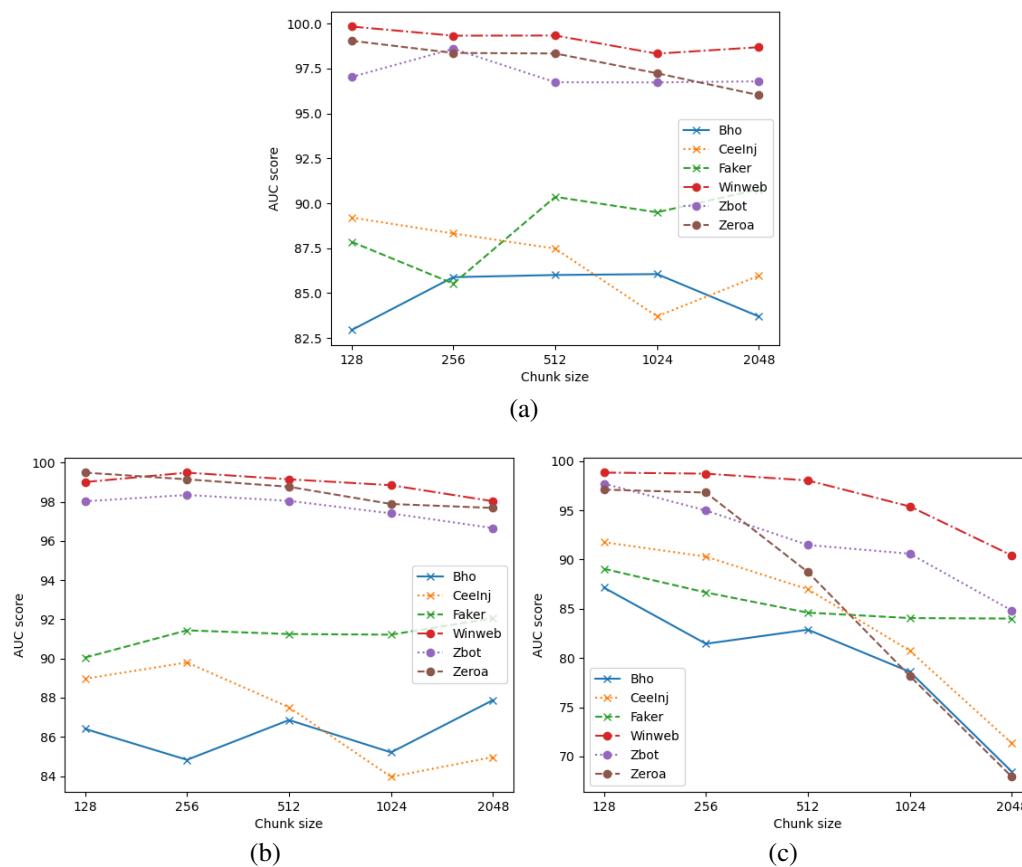 100.0
97.5
95.0
92.5
90.0
87.5
85.0
82.5
AUC score
Bho
CeeInj
Faker
Winweb
Zbot
Zeroa
128 256 512 1024 2048
Chunk size
(a)
100
98
96
94
92
90
88
86
84
AUC score
Bho
CeeInj
Faker
Winweb
Zbot
Zeroa
128 256 512 1024 2048
Chunk size
(b)
100
95
90
85
80
75
70
AUC score
Bho
CeeInj
Faker
Winweb
Zbot
Zeroa
128 256 512 1024 2048
Chunk size
(c)